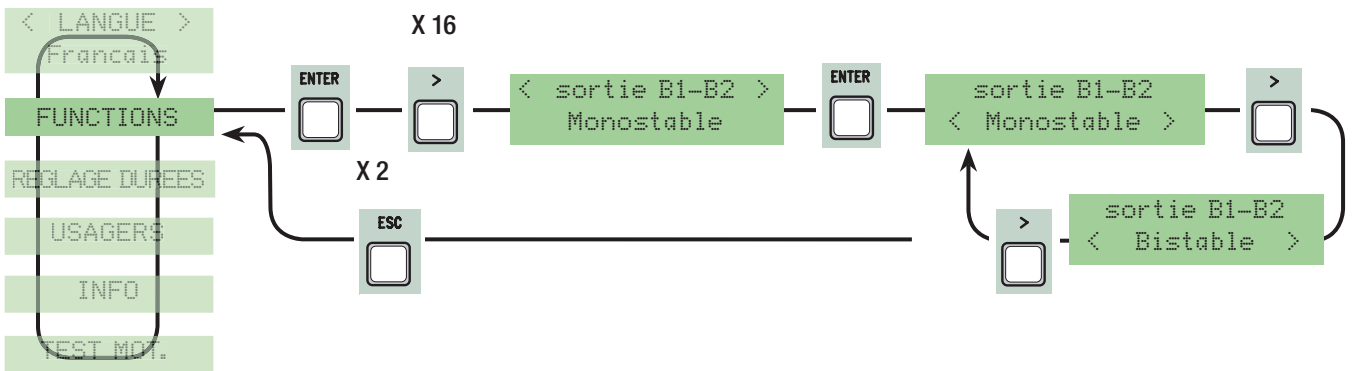 < LANGUE >
Francais
FUNCTIONS
REGLAGE DUREES
USAGERS
INFO
TEST MOT.
ENTER
X 16
>
< sortie B1-B2 >
Monostable
ENTER
sortie B1-B2
< Monostable >
>
sortie B1-B2
< Bistable >
>
X 2
ESC